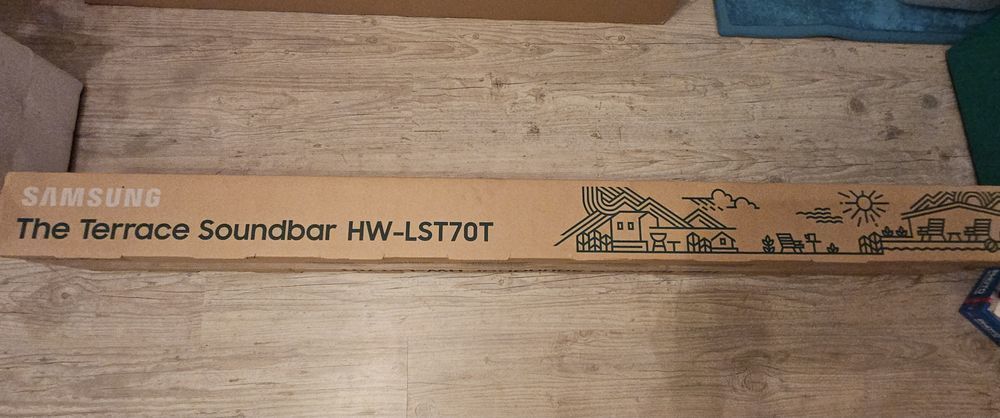 SAMSUNG
The Terrace Soundbar HW-LST70T